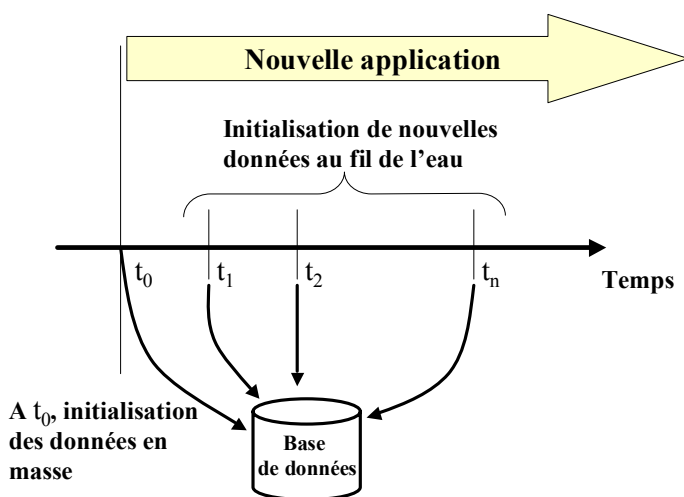 Nouvelle application
Initialisation de nouvelles
données au fil de l’eau
t0
t1
t2
tn
Temps
A t0, initialisation
des données en
masse
Base
de données